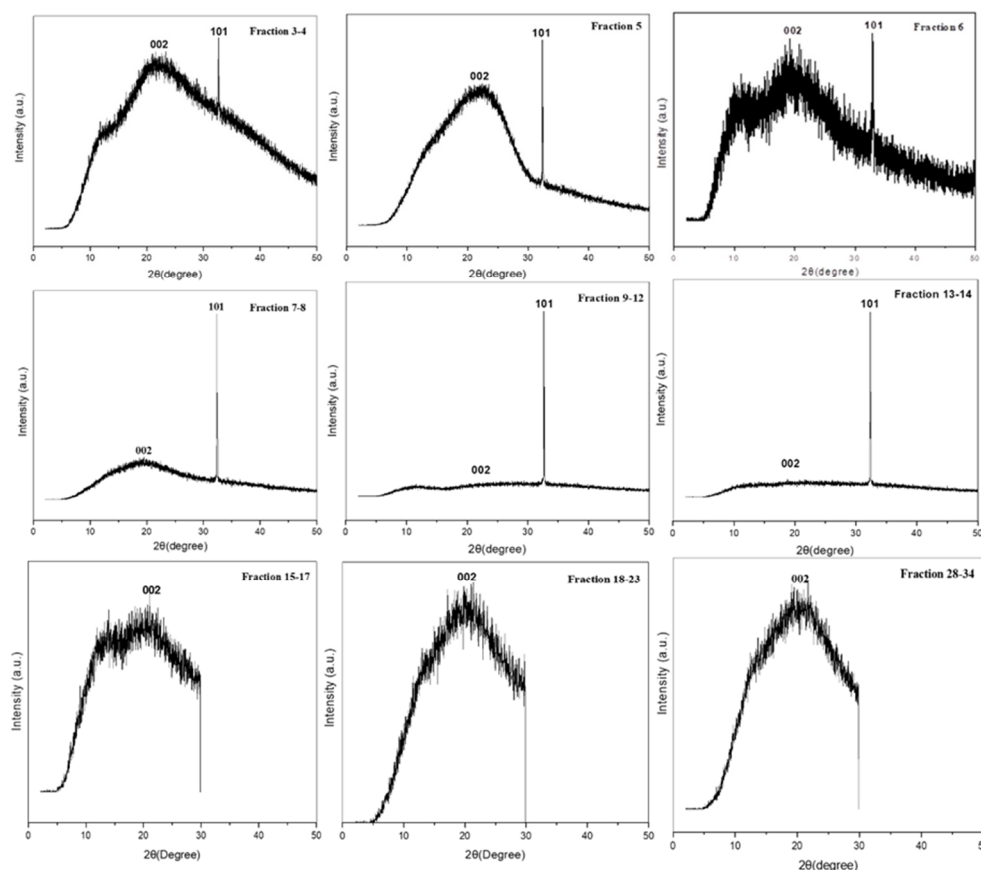 002
101
Fraction 3-4
Intensity (a.u.)
0 10 20 30 40 50
2θ(degree)
002
101
Fraction 5
Intensity (a.u.)
0 10 20 30 40 50
2θ(degree)
002
101
Fraction 6
Intensity (a.u.)
0 10 20 30 40 50
2θ(degree)
002
101
Fraction 7-8
Intensity (a.u.)
0 10 20 30 40 50
2θ(degree)
002
101
Fraction 9-12
Intensity (a.u.)
0 10 20 30 40 50
2θ(degree)
002
101
Fraction 13-14
Intensity (a.u.)
0 10 20 30 40 50
2θ(degree)
002
Fraction 15-17
Intensity (a.u.)
0 10 20 30 40 50
2θ(Degree)
002
Fraction 18-23
Intensity (a.u.)
0 10 20 30 40 50
2θ(Degree)
002
Fraction 28-34
Intensity (a.u.)
0 10 20 30 40 50
2θ(degree)